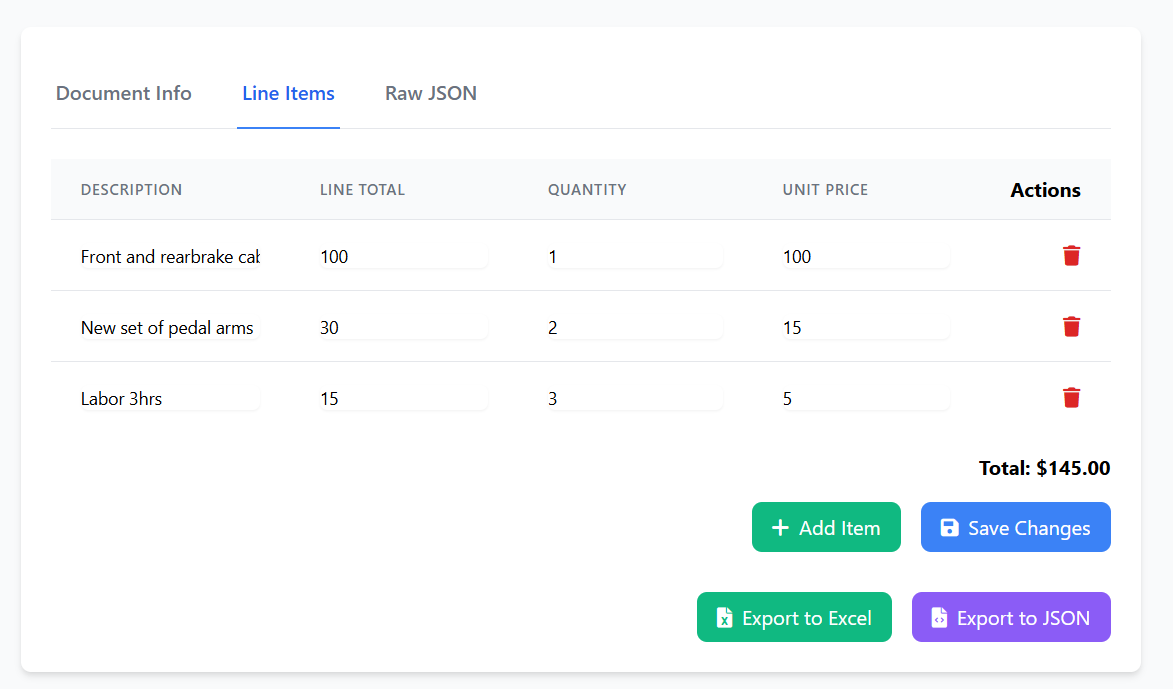 Document Info Line Items Raw JSON
DESCRIPTION LINE TOTAL QUANTITY UNIT PRICE Actions
Front and rearbrake cab 100 1 100
New set of pedal arms 30 2 15
Labor 3hrs 15 3 5
Total: $145.00
Add Item Save Changes
Export to Excel Export to JSON